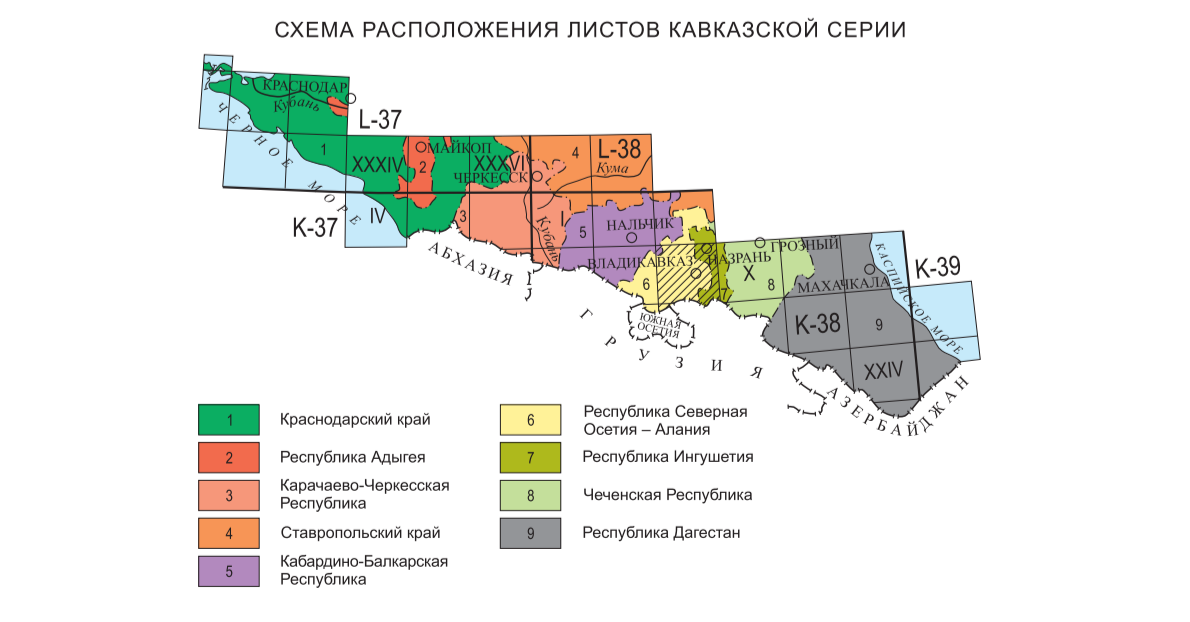 СХЕМА РАСПОЛОЖЕНИЯ ЛИСТОВ КАВКАЗСКОЙ СЕРИИ
КРАСНОДАР
Кубань
L-37
ЧЕРНОЕ МОРЕ
1
XXXIV
2
МАЙКОП
XXXVI
ЧЕРКЕССК
4
L-38
Кума
K-37
IV
3
I
Кубань
5
НАЛЬЧИК
АБХАЗИЯ
ВЛАДИКАВКАЗ
НАЗРАНЬ
ГРОЗНЫЙ
6
7
X
8
МАХАЧКАЛА
КАСПИЙСКОЕ МОРЕ
K-39
ЮЖНАЯ
ОСЕТИЯ
ГРУЗИЯ
K-38
9
XXIV
АЗЕРБАЙДЖАН
1 Краснодарский край
2 Республика Адыгея
3 Карачаево-Черкесская
Республика
4 Ставропольский край
5 Кабардино-Балкарская
Республика
6 Республика Северная
Осетия – Алания
7 Республика Ингушетия
8 Чеченская Республика
9 Республика Дагестан